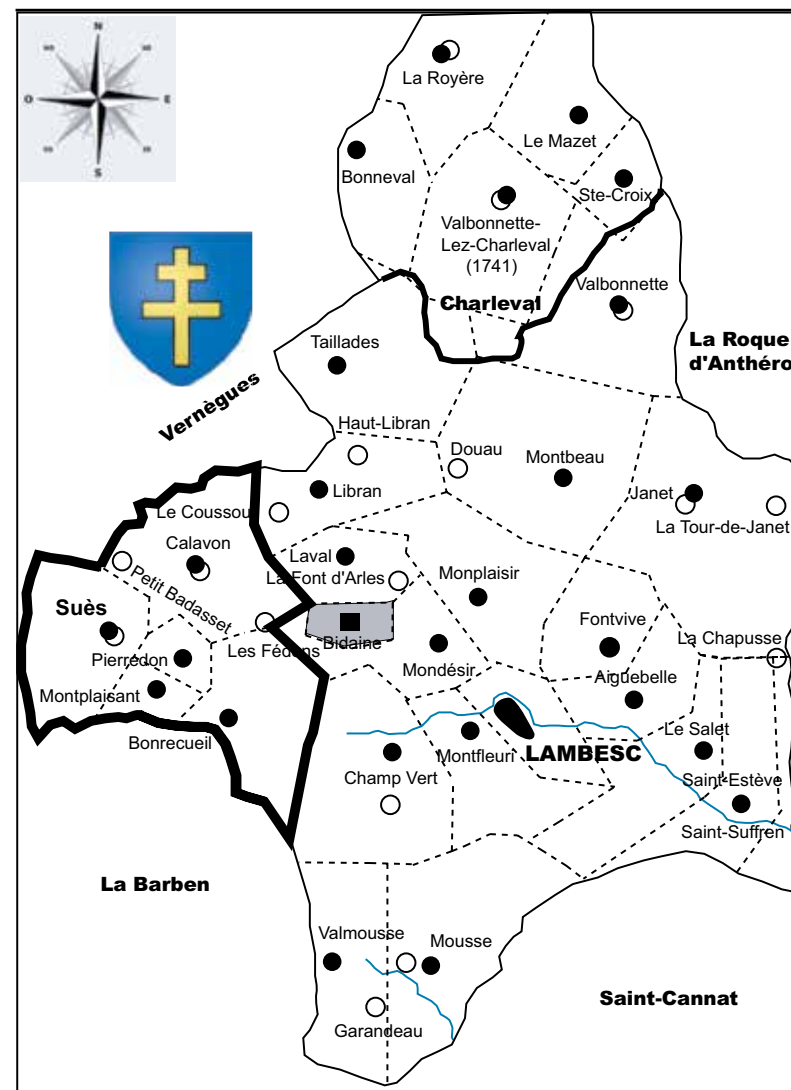 N
O
E
S
La Royère
Le Mazet
Bonneval
Ste-Croix
Valbonnette-
Lez-Charleval
(1741)
Valbonnette
Charleval
La Roque
d'Anthéro
Taillades
Vernègues
Haut-Libran
Douau
Montbeau
Libran
Janet
La Tour-de-Janet
Le Coussou
Calavon
Laval
La Font d'Arles
Petit Badasset
Monplaisir
Suès
Fontvive
Les Fédons
Bidaine
La Chapusse
Pierredon
Mondésir
Aiguebelle
Montplaisant
Bonrecueil
Le Salet
Montfleuri
LAMBESC
Champ Vert
Saint-Estève
Saint-Suffren
La Barben
Valmousse
Mousse
Saint-Cannat
Garandeau